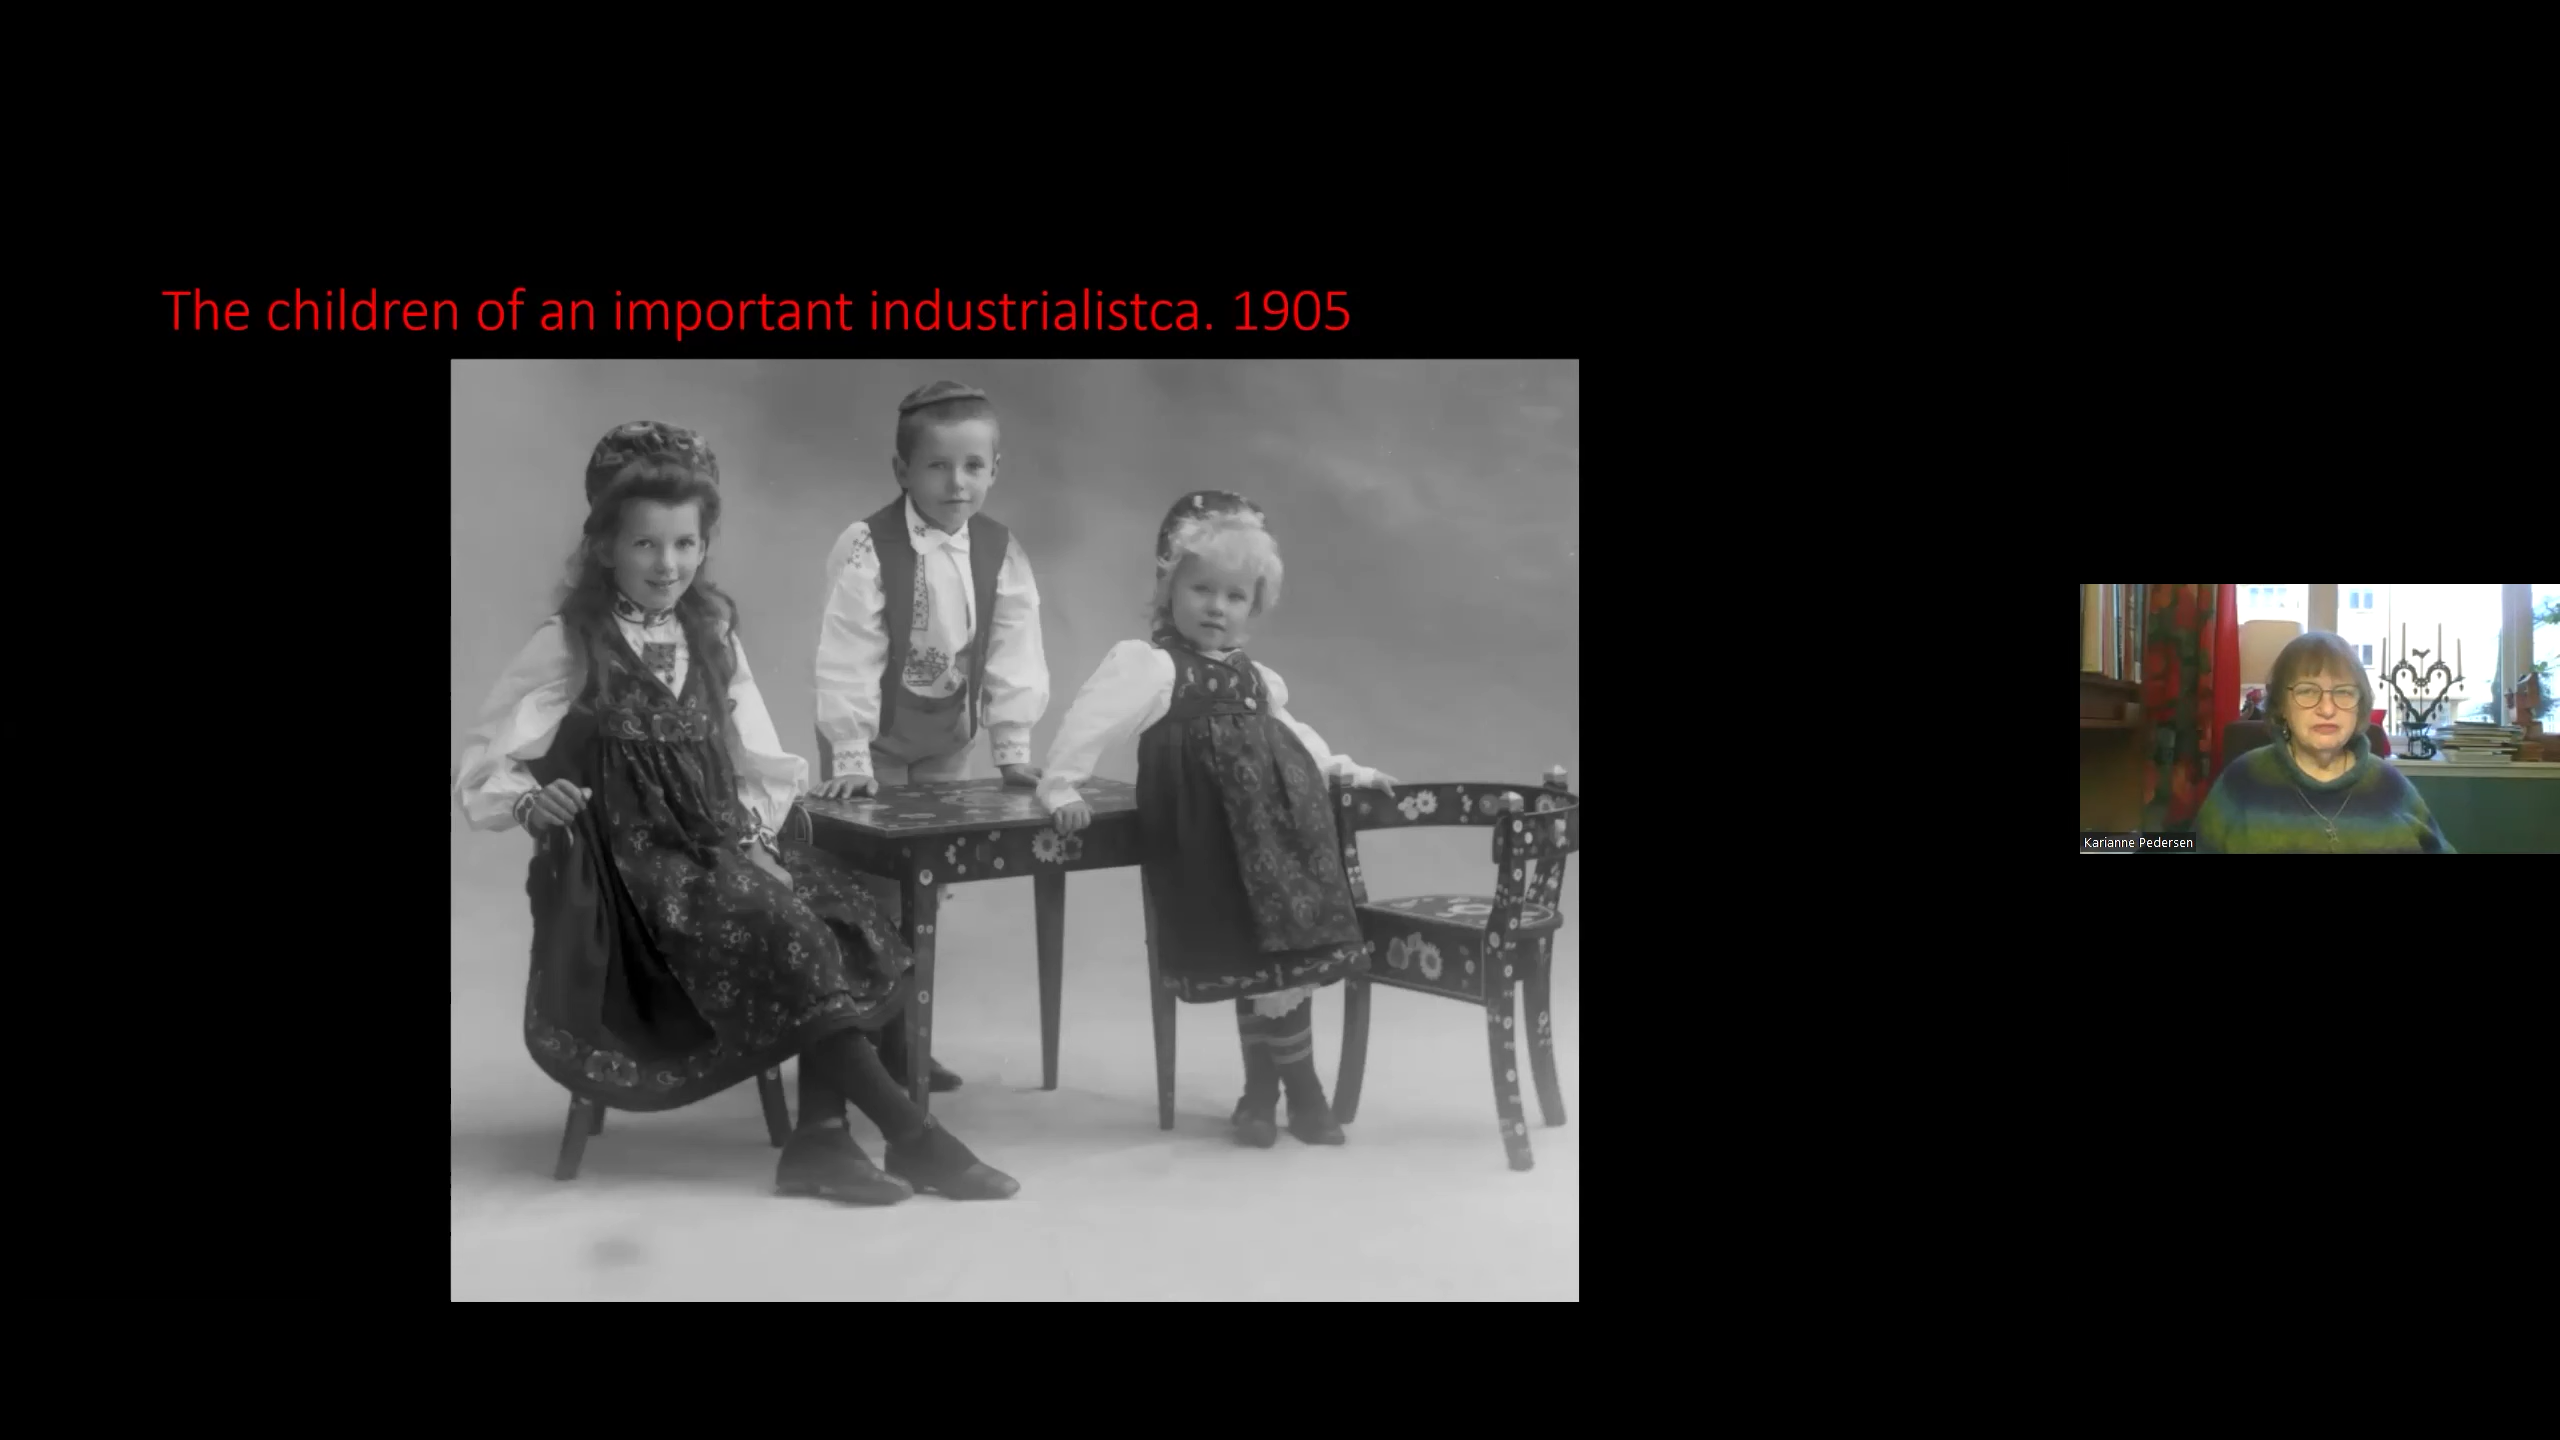 The children of an important industrialistca. 1905
Karianne Pedersen